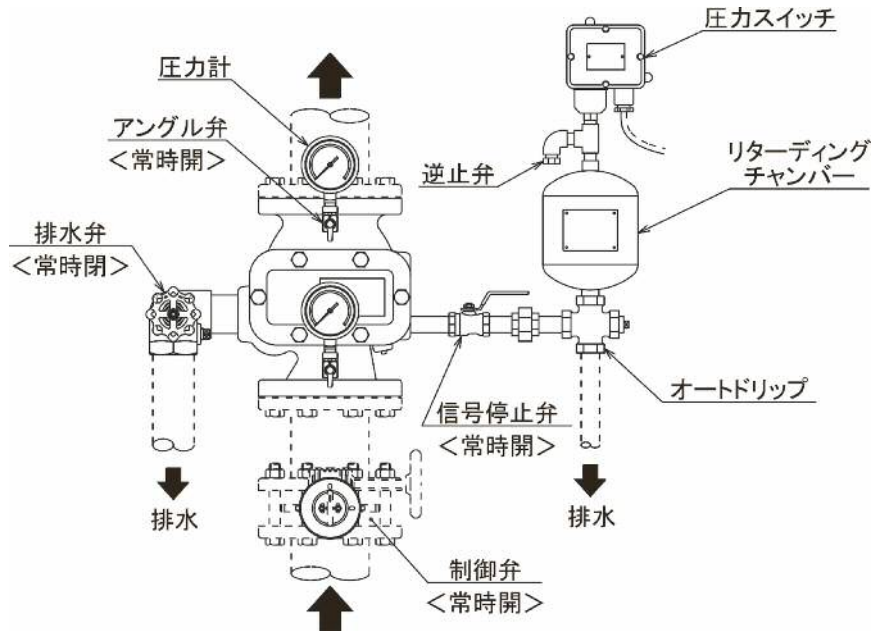 圧力計
アングル弁
＜常時開＞
排水弁
＜常時閉＞
排水
圧力スイッチ
逆止弁
リターディング
チャンバー
オートドリップ
信号停止弁
＜常時開＞
排水
制御弁
＜常時開＞